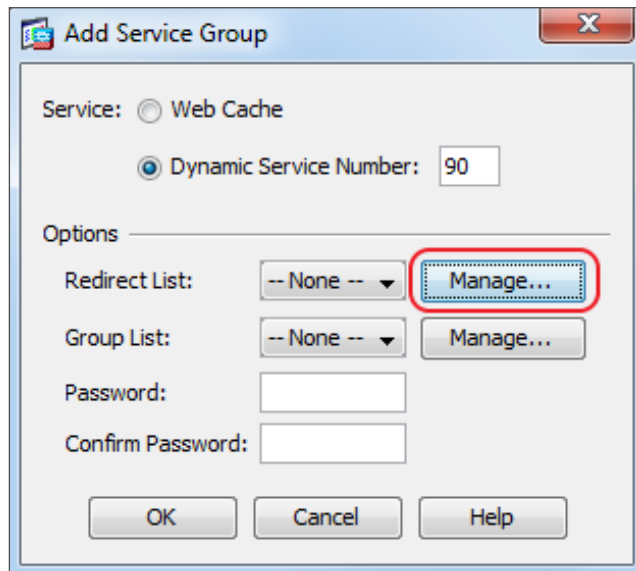 Add Service Group
Service: Web Cache
Dynamic Service Number: 90
Options
Redirect List: -- None -- Manage...
Group List: -- None -- Manage...
Password:
Confirm Password:
OK Cancel Help